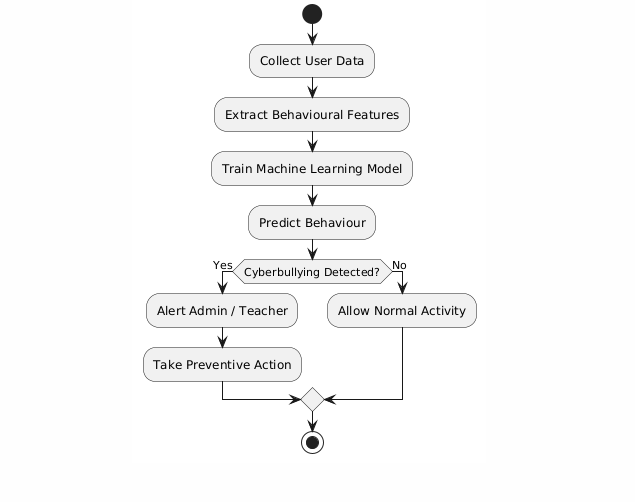 Collect User Data
Extract Behavioural Features
Train Machine Learning Model
Predict Behaviour
Yes
Cyberbullying Detected?
No
Alert Admin / Teacher
Allow Normal Activity
Take Preventive Action